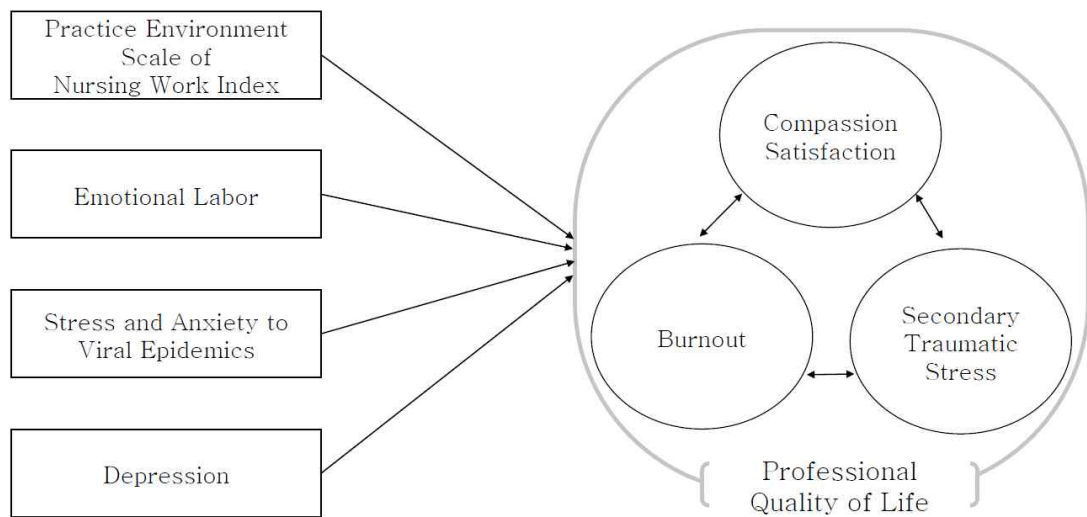 Practice Environment
Scale of
Nursing Work Index
Emotional Labor
Stress and Anxiety to
Viral Epidemics
Depression
Compassion
Satisfaction
Burnout
Secondary
Traumatic
Stress
Professional
Quality of Life